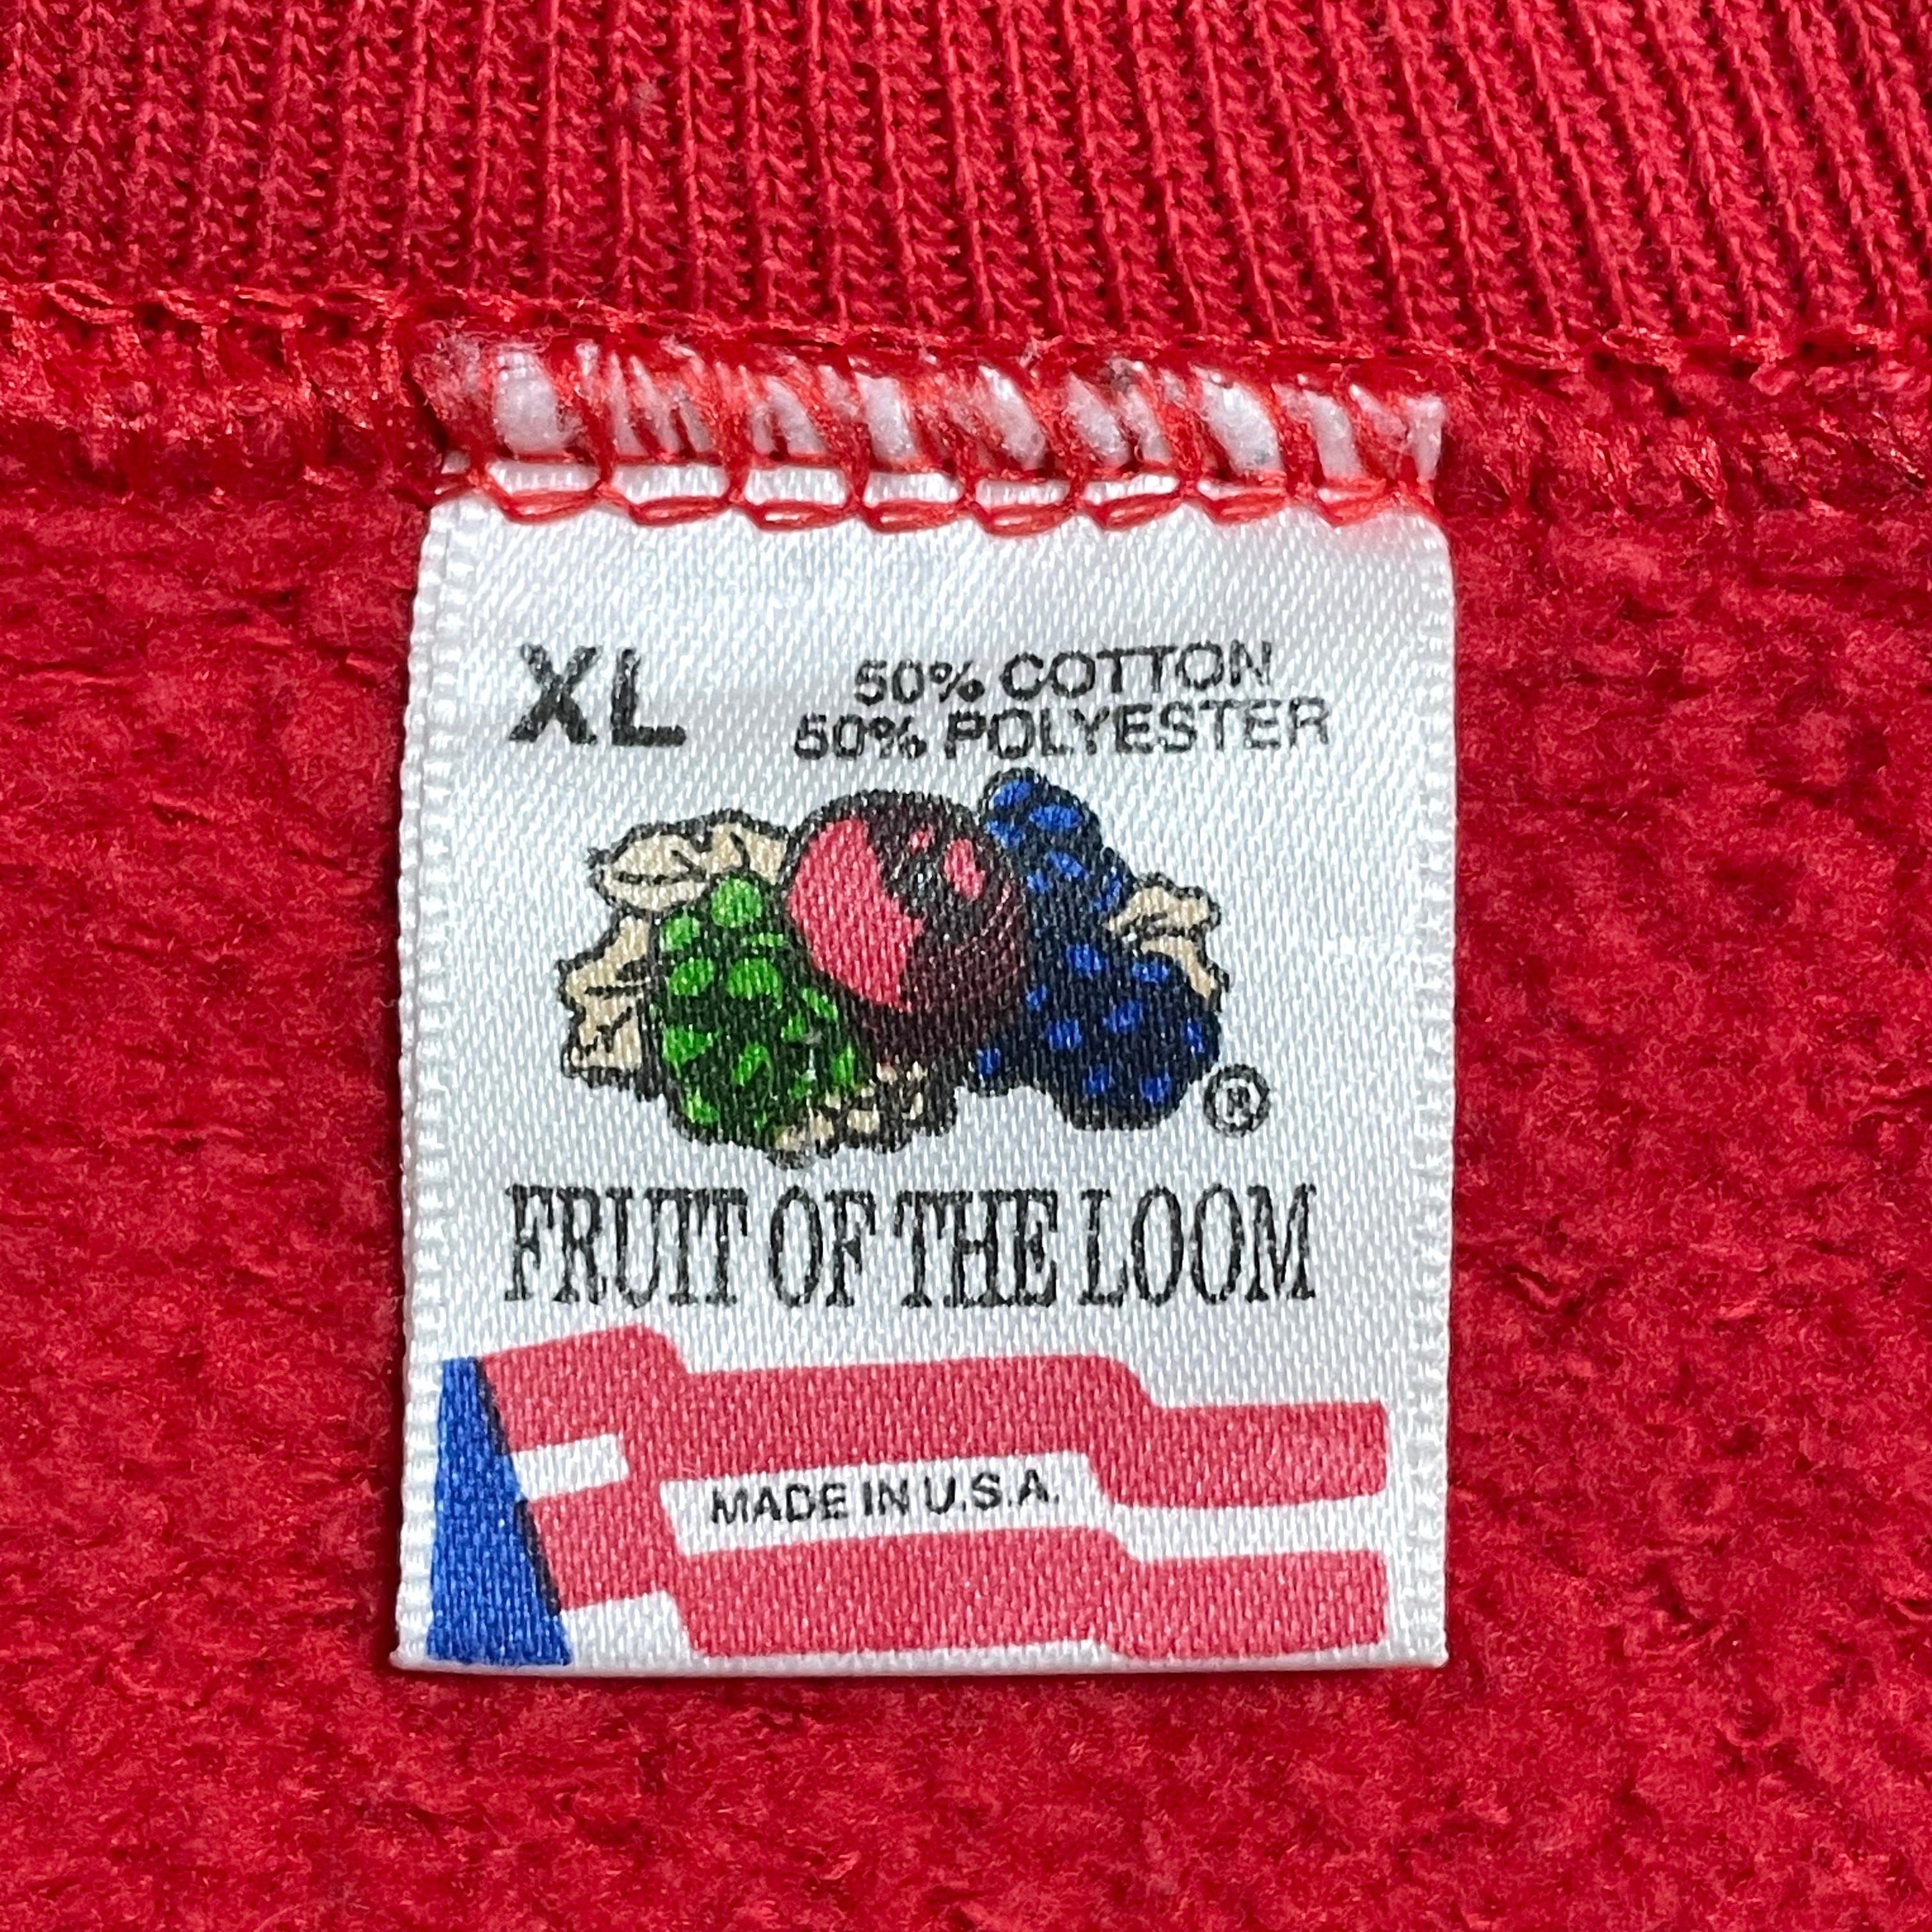 XL
50% COTTON
50% POLYESTER
®
FRUIT OF THE LOOM
MADE IN U.S.A.